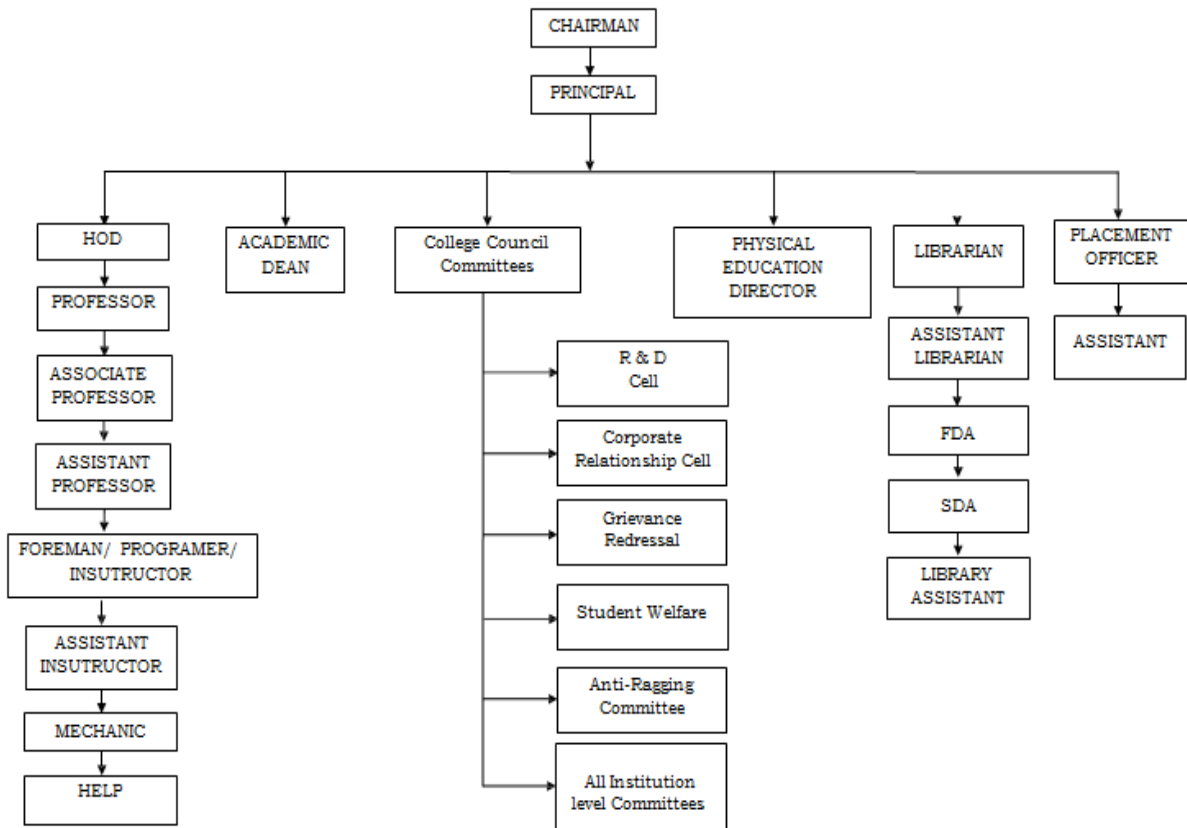 CHAIRMAN
PRINCIPAL
HOD
ACADEMIC
DEAN
College Council
Committees
PHYSICAL
EDUCATION
DIRECTOR
LIBRARIAN
PLACEMENT
OFFICER
PROFESSOR
ASSOCIATE
PROFESSOR
ASSISTANT
PROFESSOR
FOREMAN/ PROGRAMER/
INSUTRUCTOR
ASSISTANT
INSUTRUCTOR
MECHANIC
HELP
R & D
Cell
Corporate
Relationship Cell
Grievance
Redressal
Student Welfare
Anti-Ragging
Committee
All Institution
level Committees
ASSISTANT
LIBRARIAN
FDA
SDA
LIBRARY
ASSISTANT
ASSISTANT